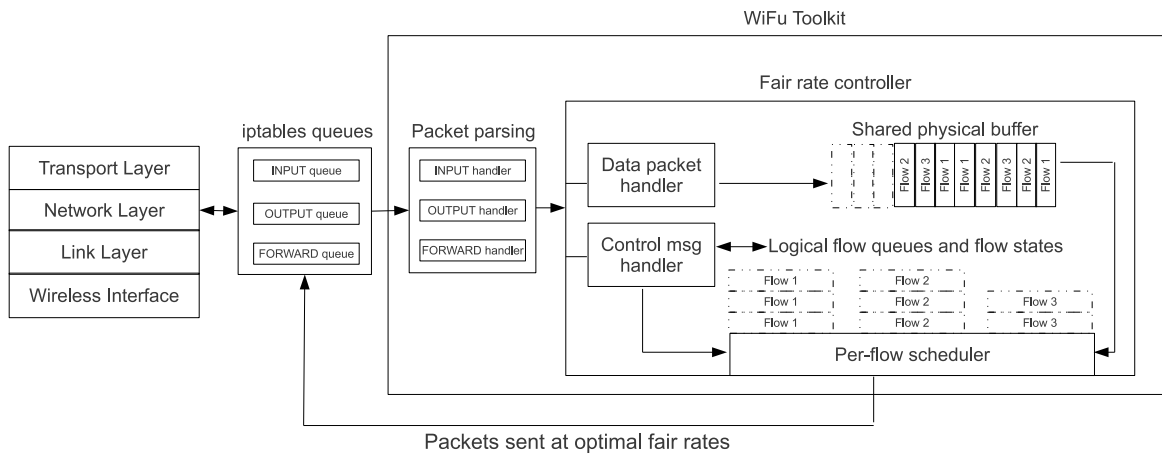 WiFu Toolkit
Fair rate controller
iptables queues
Packet parsing
Shared physical buffer
Transport Layer
Network Layer
Link Layer
Wireless Interface
INPUT queue
OUTPUT queue
FORWARD queue
INPUT handler
OUTPUT handler
FORWARD handler
Data packet
handler
Flow 2
Flow 3
Flow 1
Flow 1
Flow 2
Flow 3
Flow 2
Flow 1
Control msg
handler
Logical flow queues and flow states
Flow 1
Flow 2
Flow 1
Flow 2
Flow 3
Flow 1
Flow 2
Flow 3
Per-flow scheduler
Packets sent at optimal fair rates